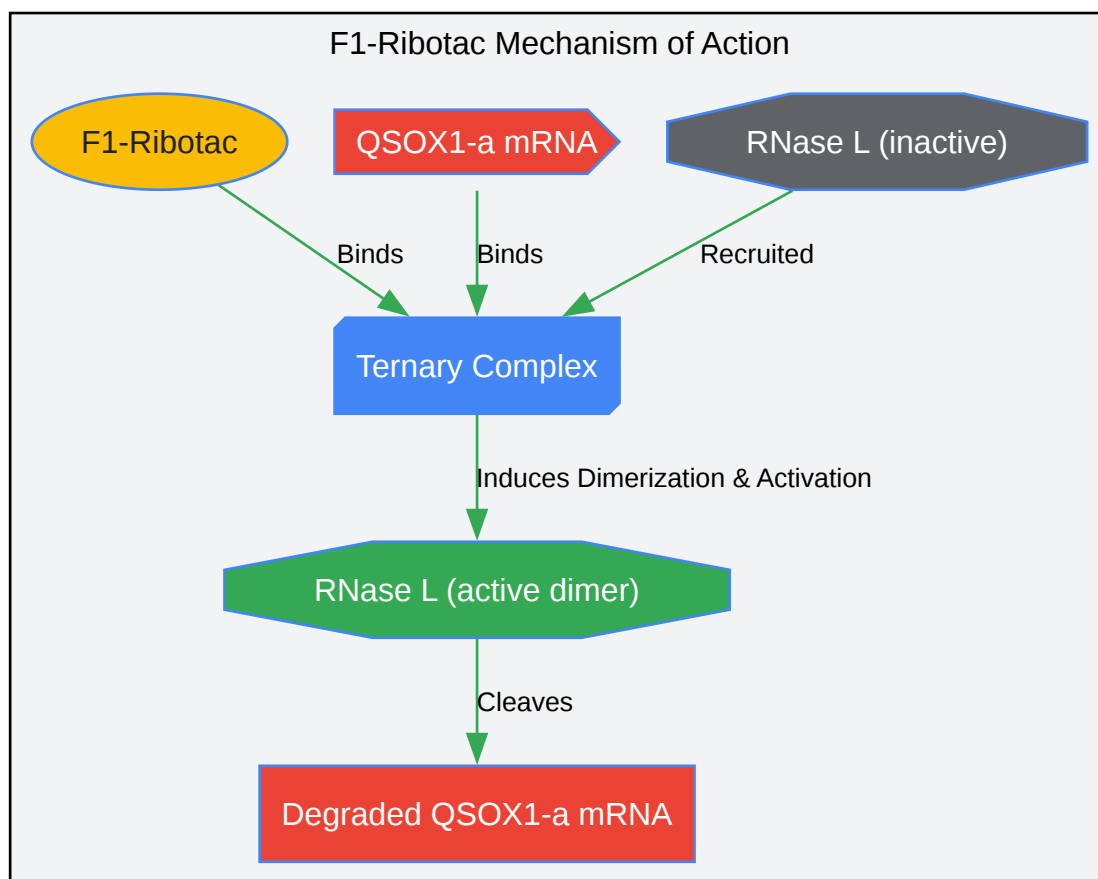 F1-Ribotac Mechanism of Action
F1-Ribotac
QSOX1-a mRNA
RNase L (inactive)
Binds
Binds
Recruited
Ternary Complex
Induces Dimerization & Activation
RNase L (active dimer)
Cleaves
Degraded QSOX1-a mRNA